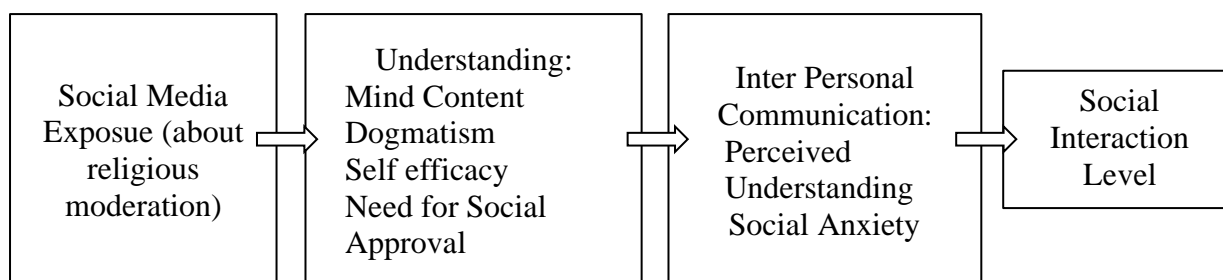 Social Media
Exposue (about
religious
moderation)
Understanding:
Mind Content
Dogmatism
Self efficacy
Need for Social
Approval
Inter Personal
Communication:
Perceived
Understanding
Social Anxiety
Social
Interaction
Level